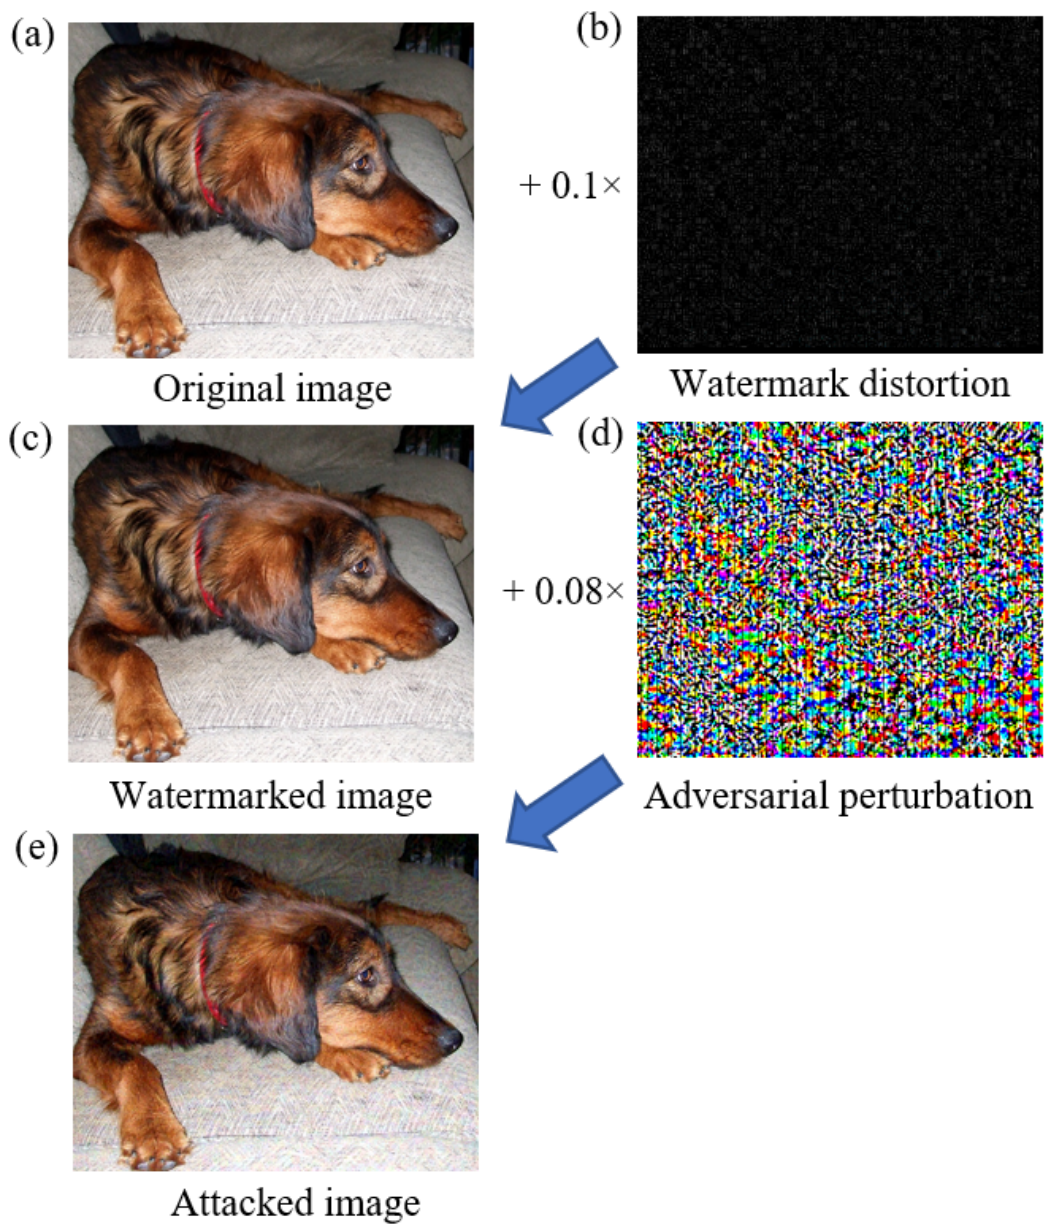 (a)
(b)
+ 0.1×
Original image
Watermark distortion
(c)
(d)
+ 0.08×
Watermarked image
Adversarial perturbation
(e)
Attacked image